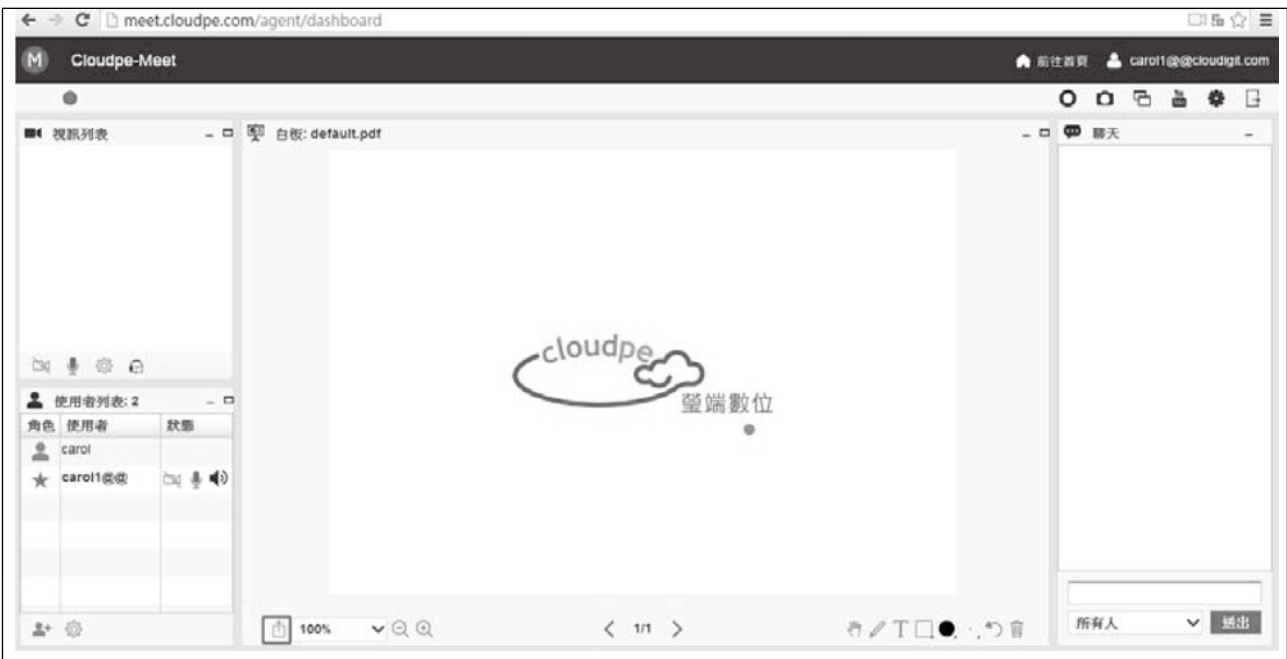 meet.cloudpe.com/agent/dashboard
M Cloudpe-Meet 前往首頁 carol1@@cloudigit.com
視訊列表
白板: default.pdf
聊天
cloudpe
瑩端數位
使用者列表: 2
角色 使用者 狀態
carol
carol1@@
100%
1/1
T
所有人 送出